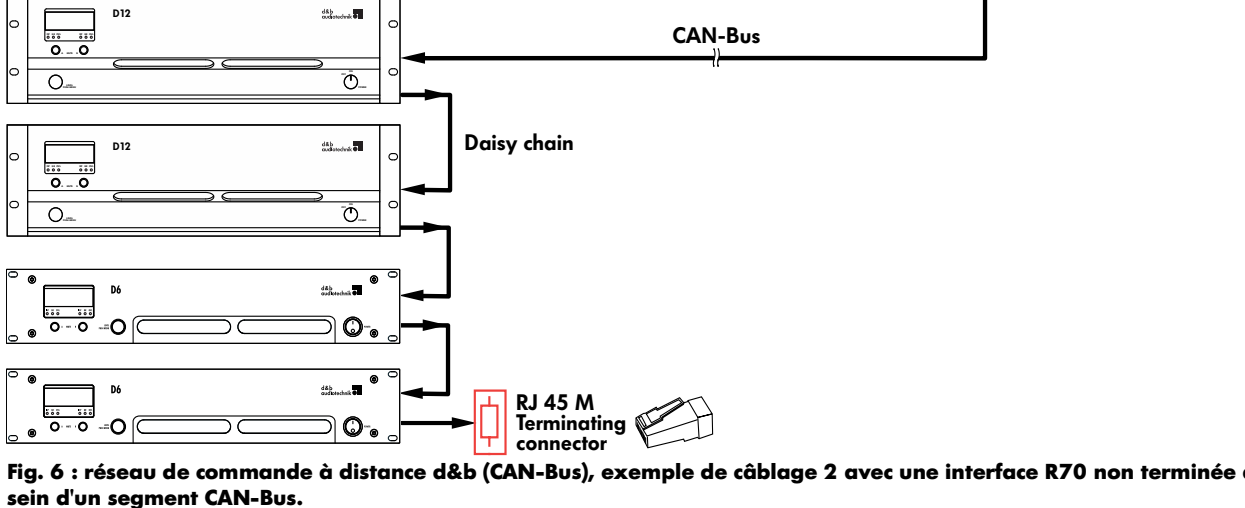 D12
d&b
audiotechnik
CAN-Bus
Daisy chain
D12
d&b
audiotechnik
D6
d&b
audiotechnik
D6
d&b
audiotechnik
RJ 45 M
Terminating
connector
Fig. 6 : réseau de commande à distance d&b (CAN-Bus), exemple de câblage 2 avec une interface R70 non terminée
sein d'un segment CAN-Bus.